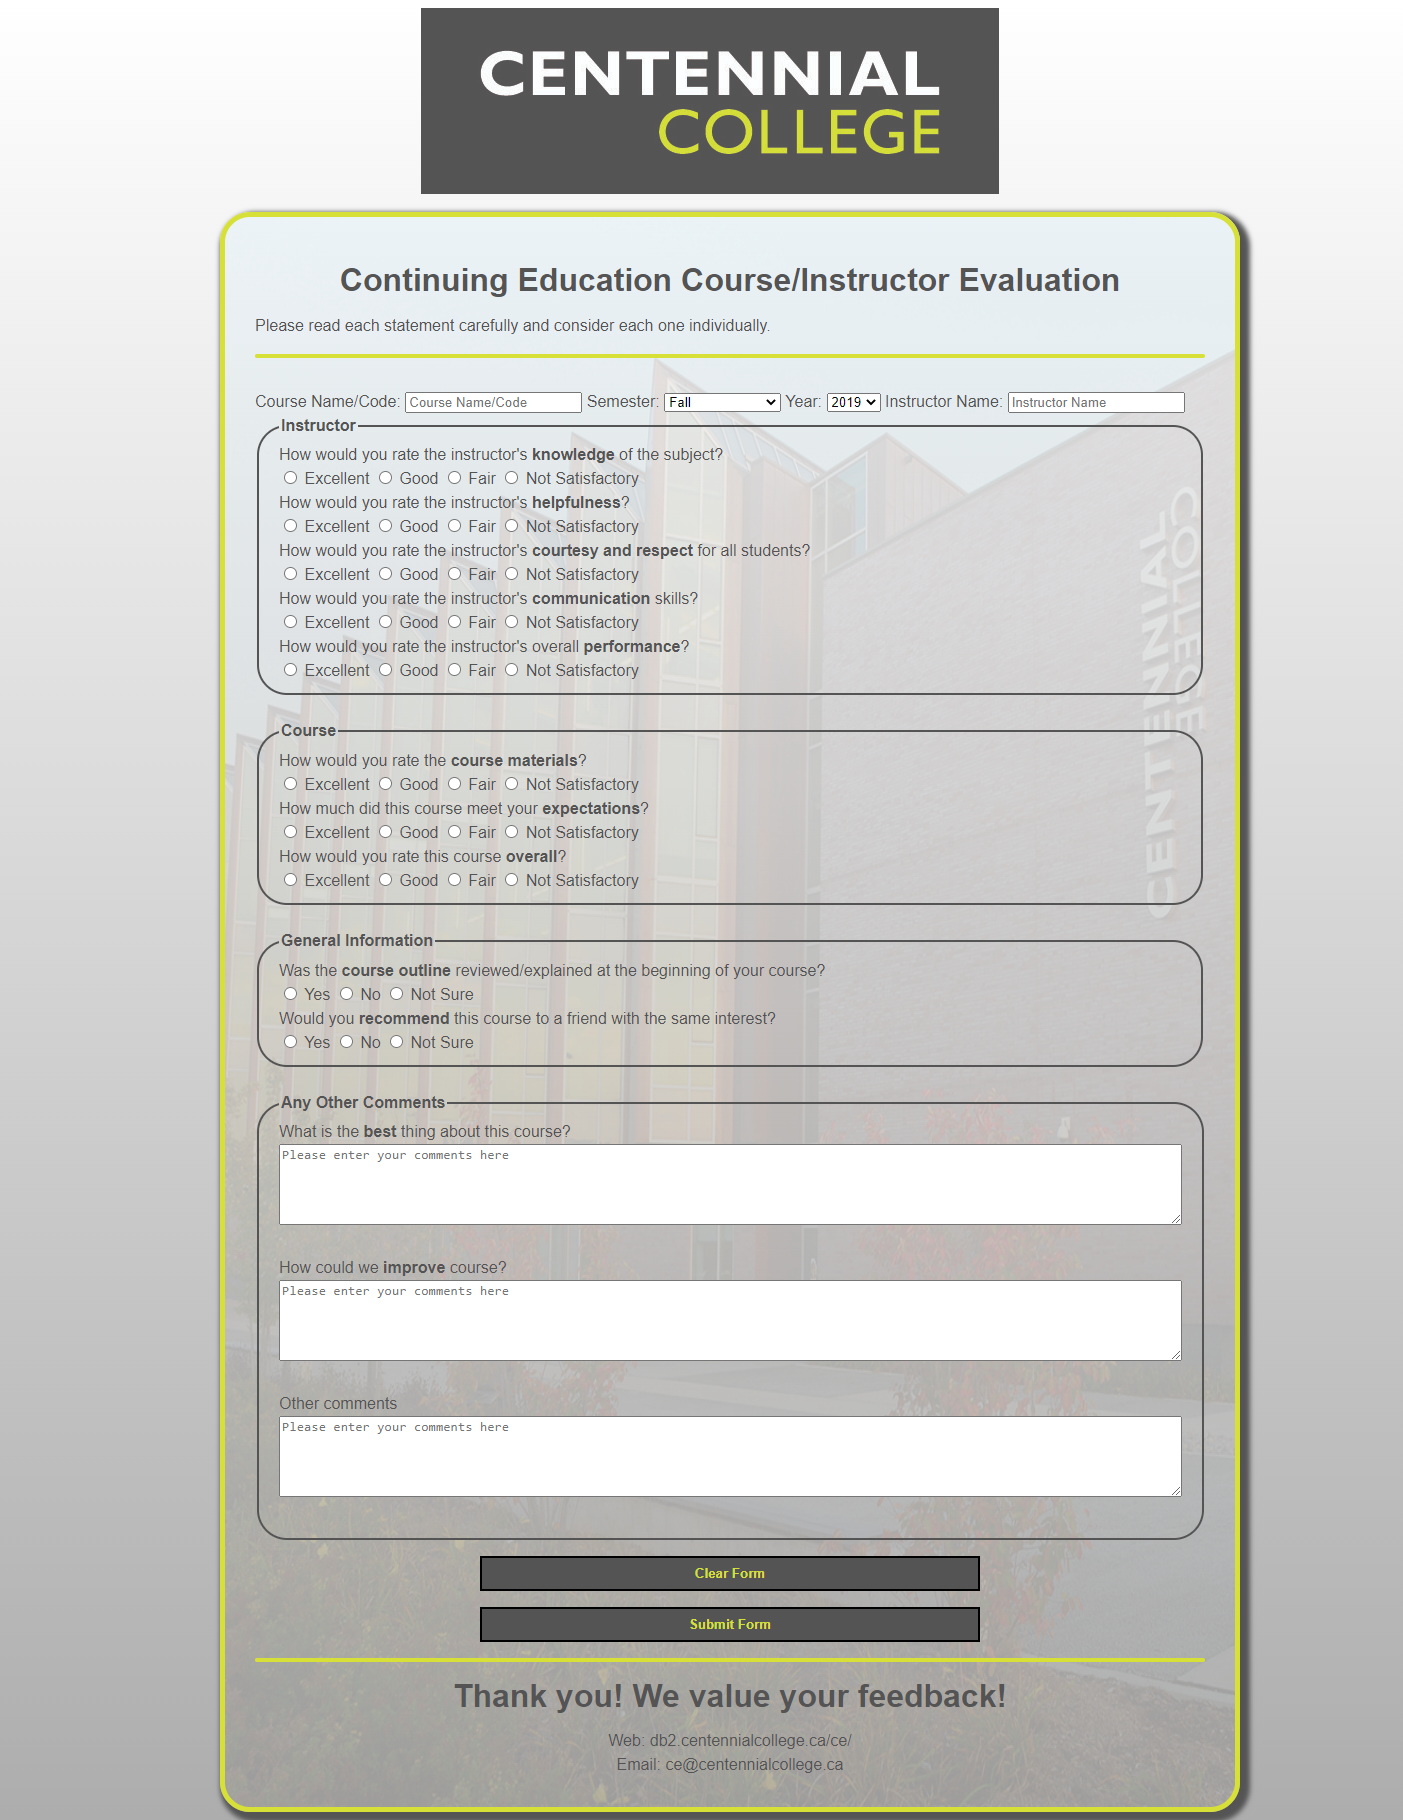 CENTENNIAL
COLLEGE
Continuing Education Course/Instructor Evaluation
Please read each statement carefully and consider each one individually.
Course Name/Code: Course Name/Code Semester: Fall Year: 2019 Instructor Name: Instructor Name
Instructor
How would you rate the instructor's knowledge of the subject?
Excellent Good Fair Not Satisfactory
How would you rate the instructor's helpfulness?
Excellent Good Fair Not Satisfactory
How would you rate the instructor's courtesy and respect for all students?
Excellent Good Fair Not Satisfactory
How would you rate the instructor's communication skills?
Excellent Good Fair Not Satisfactory
How would you rate the instructor's overall performance?
Excellent Good Fair Not Satisfactory
CENTENNIAL
COLLEGE
Course
How would you rate the course materials?
Excellent Good Fair Not Satisfactory
How much did this course meet your expectations?
Excellent Good Fair Not Satisfactory
How would you rate this course overall?
Excellent Good Fair Not Satisfactory
General Information
Was the course outline reviewed/explained at the beginning of your course?
Yes No Not Sure
Would you recommend this course to a friend with the same interest?
Yes No Not Sure
Any Other Comments
What is the best thing about this course?
Please enter your comments here
How could we improve course?
Please enter your comments here
Other comments
Please enter your comments here
Clear Form
Submit Form
Thank you! We value your feedback!
Web: db2.centennialcollege.ca/ce/
Email: ce@centennialcollege.ca